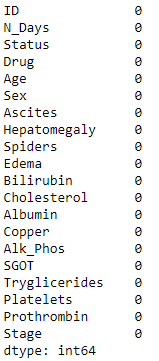 ID 0
N_Days 0
Status 0
Drug 0
Age 0
Sex 0
Ascites 0
Hepatomegaly 0
Spiders 0
Edema 0
Bilirubin 0
Cholesterol 0
Albumin 0
Copper 0
Alk_Phos 0
SGOT 0
Tryglicerides 0
Platelets 0
Prothrombin 0
Stage 0
dtype: int64